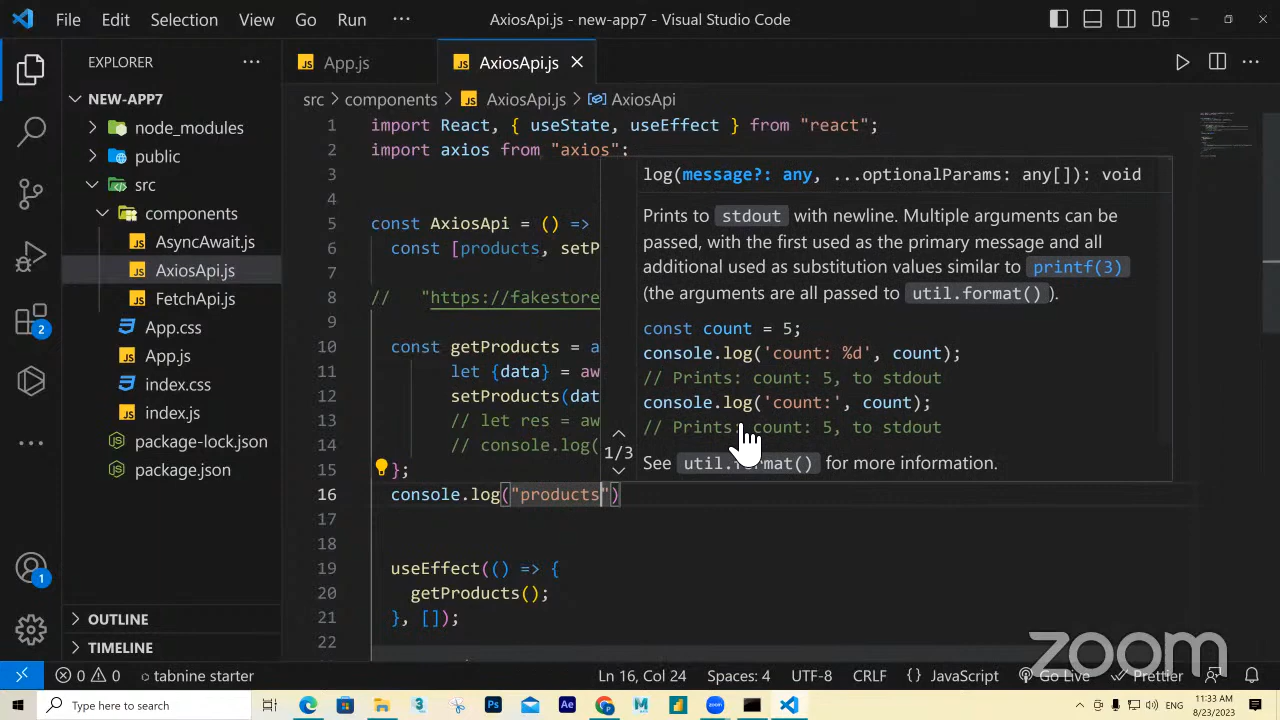 File Edit Selection View Go Run ··· AxiosApi.js - new-app7 - Visual Studio Code
EXPLORER ···
App.js
AxiosApi.js
NEW-APP7
node_modules
public
src
components
AsyncAwait.js
AxiosApi.js
FetchApi.js
App.css
App.js
index.css
index.js
package-lock.json
package.json
OUTLINE
TIMELINE
2
1
src > components > AxiosApi.js > AxiosApi
1 import React, { useState, useEffect } from "react";
2 import axios from "axios";
3
4
5 const AxiosApi = () =>
6 const [products, setP
7
8 // "https://fakestore
9
10 const getProducts = a
11 let {data} = aw
12 setProducts(dat
13 // let res = aw
14 // console.log(
15 };
16 console.log("products")
17
18
19 useEffect(() => {
20 getProducts();
21 }, []);
22
log(message?: any, ...optionalParams: any[]): void
Prints to stdout with newline. Multiple arguments can be
passed, with the first used as the primary message and all
additional used as substitution values similar to printf(3)
(the arguments are all passed to util.format()).
const count = 5;
console.log('count: %d', count);
// Prints: count: 5, to stdout
console.log('count:', count);
// Prints: count: 5, to stdout
1/3
See util.format() for more information.
zoom
0 0 tabnine starter Ln 16, Col 24 Spaces: 4 UTF-8 CRLF {} JavaScript Go Live Prettier
Type here to search
11:33 AM
8/23/2023